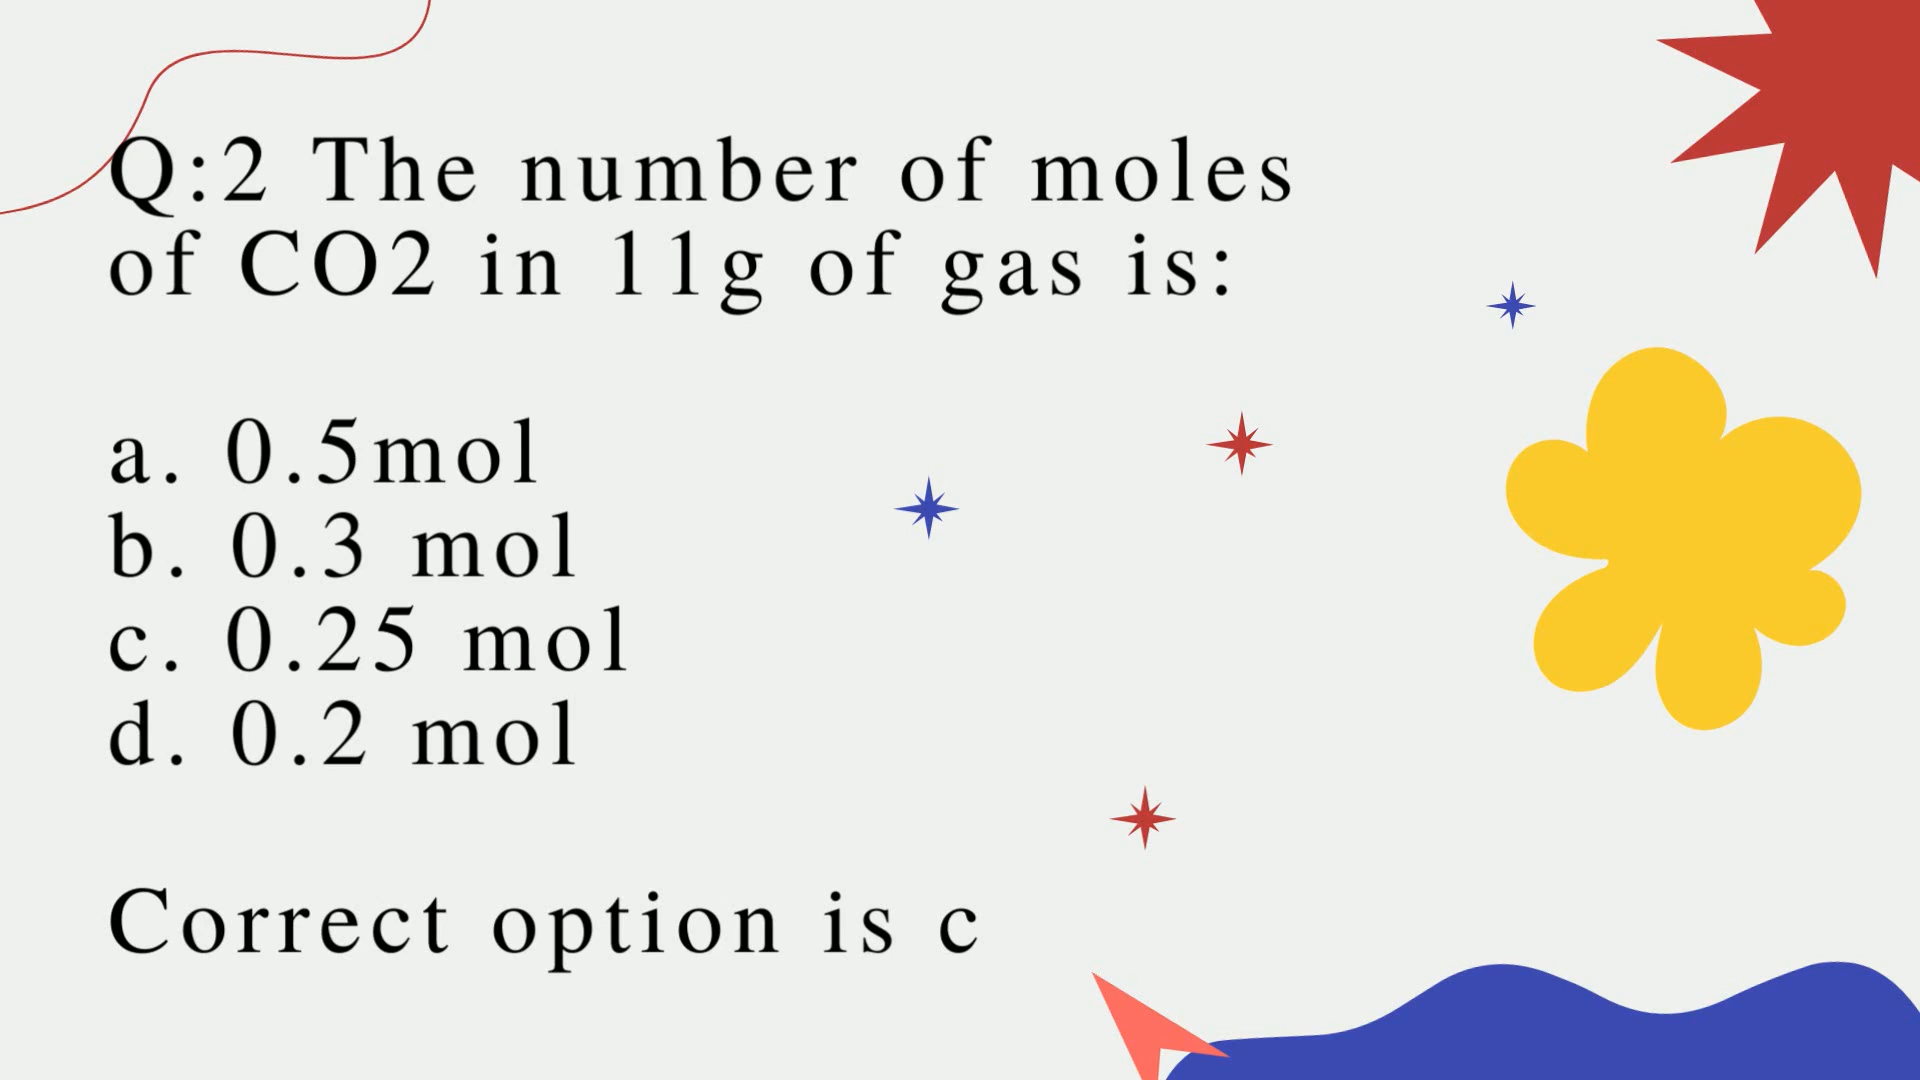 Q:2 The number of moles
of CO2 in 11g of gas is:
a. 0.5mol
b. 0.3 mol
c. 0.25 mol
d. 0.2 mol
Correct option is c